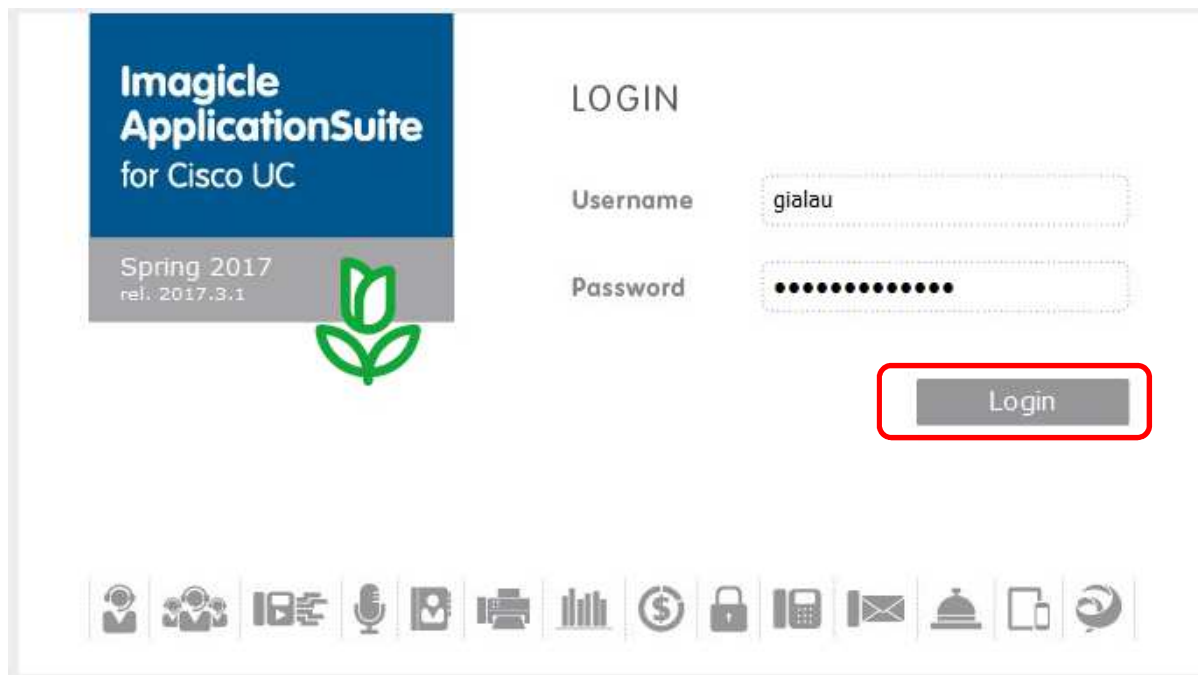 Imagicle
ApplicationSuite
for Cisco UC
Spring 2017
rel. 2017.3.1
LOGIN
Username
gialau
Password
•••••••••••••
Login